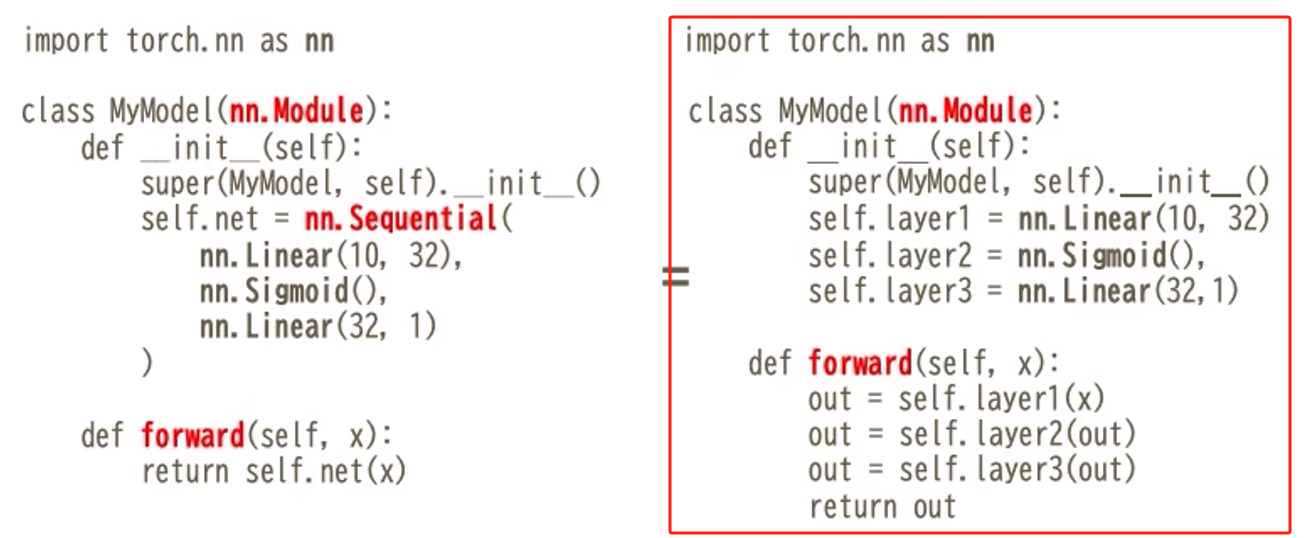 import torch.nn as nn
class MyModel(nn.Module):
def __init__(self):
super(MyModel, self).__init__()
self.net = nn.Sequential(
nn.Linear(10, 32),
nn.Sigmoid(),
nn.Linear(32, 1)
)
def forward(self, x):
return self.net(x)
=
import torch.nn as nn
class MyModel(nn.Module):
def __init__(self):
super(MyModel, self).__init__()
self.layer1 = nn.Linear(10, 32)
self.layer2 = nn.Sigmoid(),
self.layer3 = nn.Linear(32,1)
def forward(self, x):
out = self.layer1(x)
out = self.layer2(out)
out = self.layer3(out)
return out